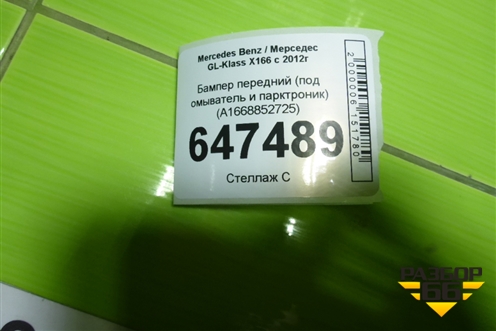 Mercedes Benz / Мерседес
GL-Klass X166 с 2012г
Бампер передний (под
омыватель и парктроник)
(A1668852725)
647489
Стеллаж С
2000006151780
РАЗБОР
66